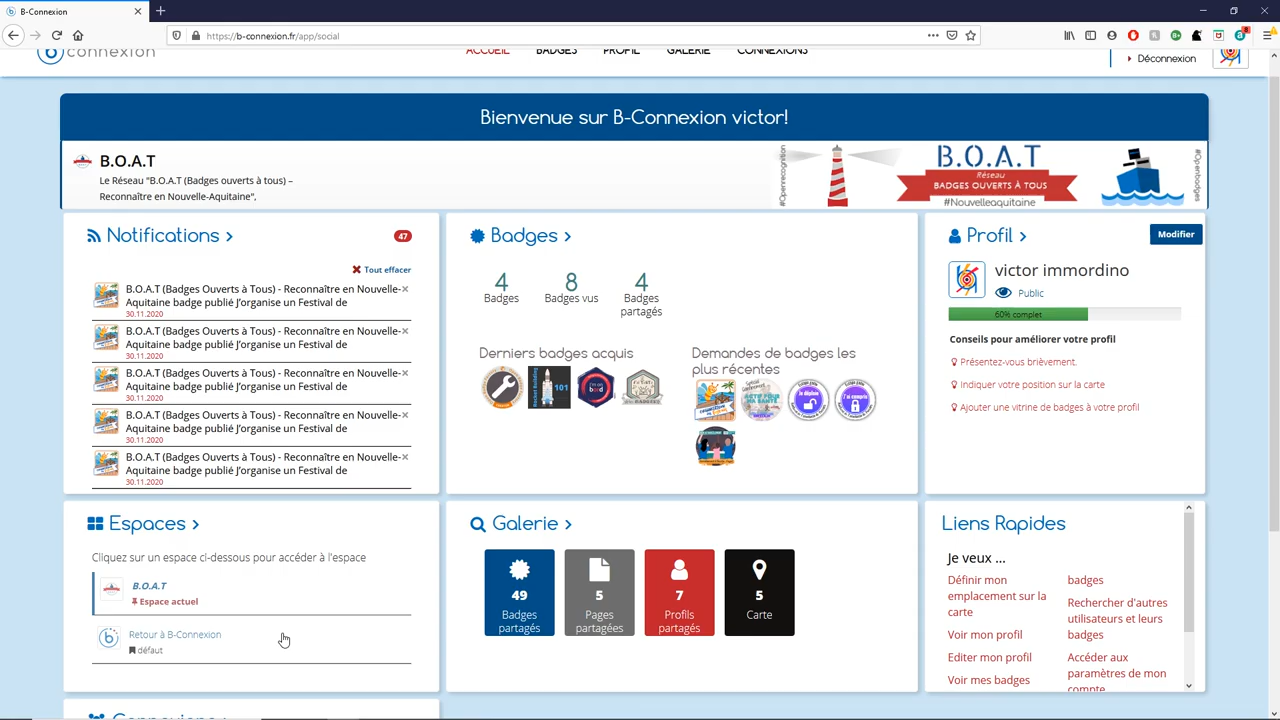 B-Connexion
https://b-connexion.fr/app/social
connexion
ACCUEIL
BADGES
PROFIL
GALERIE
CONNEXIONS
Déconnexion
Bienvenue sur B-Connexion victor!
B.O.A.T
Le Réseau "B.O.A.T (Badges ouverts à tous) –
Reconnaître en Nouvelle-Aquitaine",
#Openrecognition
B.O.A.T
Réseau
BADGES OUVERTS À TOUS
#Nouvelleaquitaine
#Openbadges
Notifications
47
Tout effacer
B.O.A.T (Badges Ouverts à Tous) - Reconnaître en Nouvelle-
Aquitaine badge publié J'organise un Festival de
30.11.2020
B.O.A.T (Badges Ouverts à Tous) - Reconnaître en Nouvelle-
Aquitaine badge publié J'organise un Festival de
30.11.2020
B.O.A.T (Badges Ouverts à Tous) - Reconnaître en Nouvelle-
Aquitaine badge publié J'organise un Festival de
30.11.2020
B.O.A.T (Badges Ouverts à Tous) - Reconnaître en Nouvelle-
Aquitaine badge publié J'organise un Festival de
30.11.2020
B.O.A.T (Badges Ouverts à Tous) - Reconnaître en Nouvelle-
Aquitaine badge publié J'organise un Festival de
30.11.2020
Badges
4
Badges
8
Badges vus
4
Badges
partagés
Derniers badges acquis
101
Demandes de badges les
plus récentes
Profil
Modifier
victor immordino
Public
60% complet
Conseils pour améliorer votre profil
Présentez-vous brièvement.
Indiquer votre position sur la carte
Ajouter une vitrine de badges à votre profil
Espaces
Cliquez sur un espace ci-dessous pour accéder à l'espace
B.O.A.T
Espace actuel
Retour à B-Connexion
défaut
Galerie
49
Badges
partagés
5
Pages
partagées
7
Profils
partagés
5
Carte
Liens Rapides
Je veux ...
Définir mon
emplacement sur la
carte
Voir mon profil
Editer mon profil
Voir mes badges
badges
Rechercher d'autres
utilisateurs et leurs
badges
Accéder aux
paramètres de mon
compte
Connexions